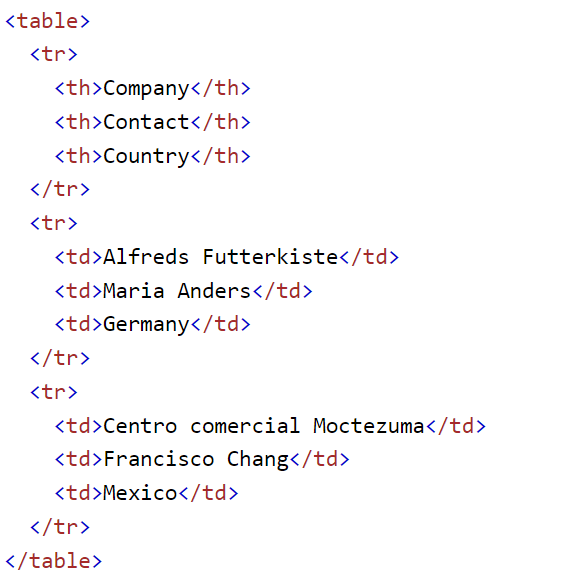 <table>
  <tr>
    <th>Company</th>
    <th>Contact</th>
    <th>Country</th>
  </tr>
  <tr>
    <td>Alfreds Futterkiste</td>
    <td>Maria Anders</td>
    <td>Germany</td>
  </tr>
  <tr>
    <td>Centro comercial Moctezuma</td>
    <td>Francisco Chang</td>
    <td>Mexico</td>
  </tr>
</table>